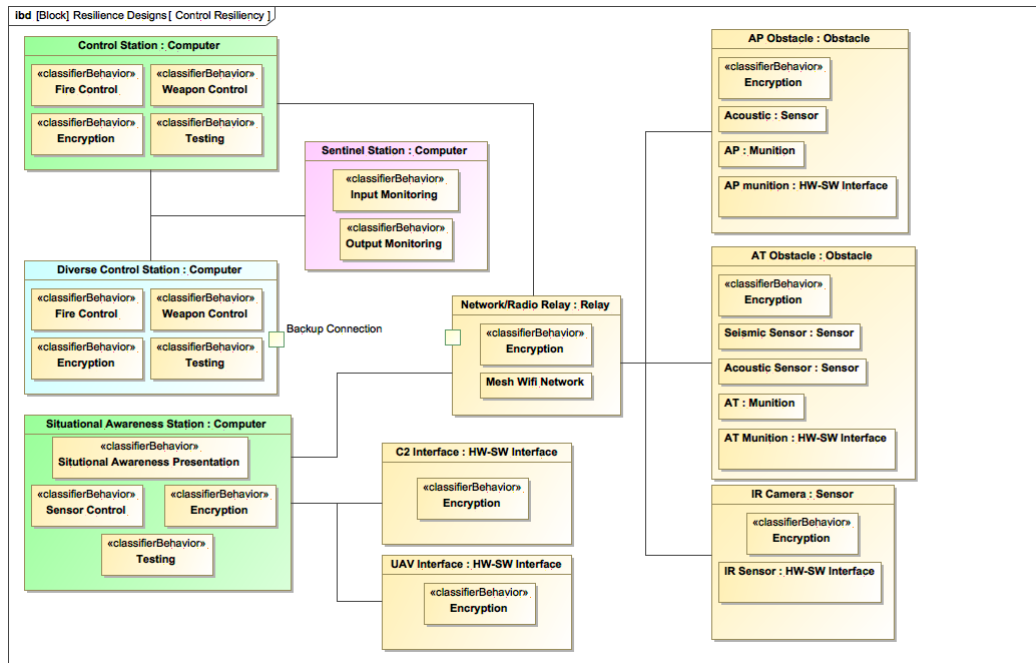 ibd [Block] Resilience Designs[ Control Resiliency ]
Control Station : Computer
«classifierBehavior»
Fire Control
«classifierBehavior»
Weapon Control
«classifierBehavior»
Encryption
«classifierBehavior»
Testing
Sentinel Station : Computer
«classifierBehavior»
Input Monitoring
«classifierBehavior»
Output Monitoring
Diverse Control Station : Computer
«classifierBehavior»
Fire Control
«classifierBehavior»
Weapon Control
«classifierBehavior»
Encryption
«classifierBehavior»
Testing
Backup Connection
Network/Radio Relay : Relay
«classifierBehavior»
Encryption
Mesh Wifi Network
Situational Awareness Station : Computer
«classifierBehavior»
Situtional Awareness Presentation
«classifierBehavior»
Sensor Control
«classifierBehavior»
Encryption
«classifierBehavior»
Testing
C2 Interface : HW-SW Interface
«classifierBehavior»
Encryption
UAV Interface : HW-SW Interface
«classifierBehavior»
Encryption
AP Obstacle : Obstacle
«classifierBehavior»
Encryption
Acoustic : Sensor
AP : Munition
AP munition : HW-SW Interface
AT Obstacle : Obstacle
«classifierBehavior»
Encryption
Seismic Sensor : Sensor
Acoustic Sensor : Sensor
AT : Munition
AT Munition : HW-SW Interface
IR Camera : Sensor
«classifierBehavior»
Encryption
IR Sensor : HW-SW Interface